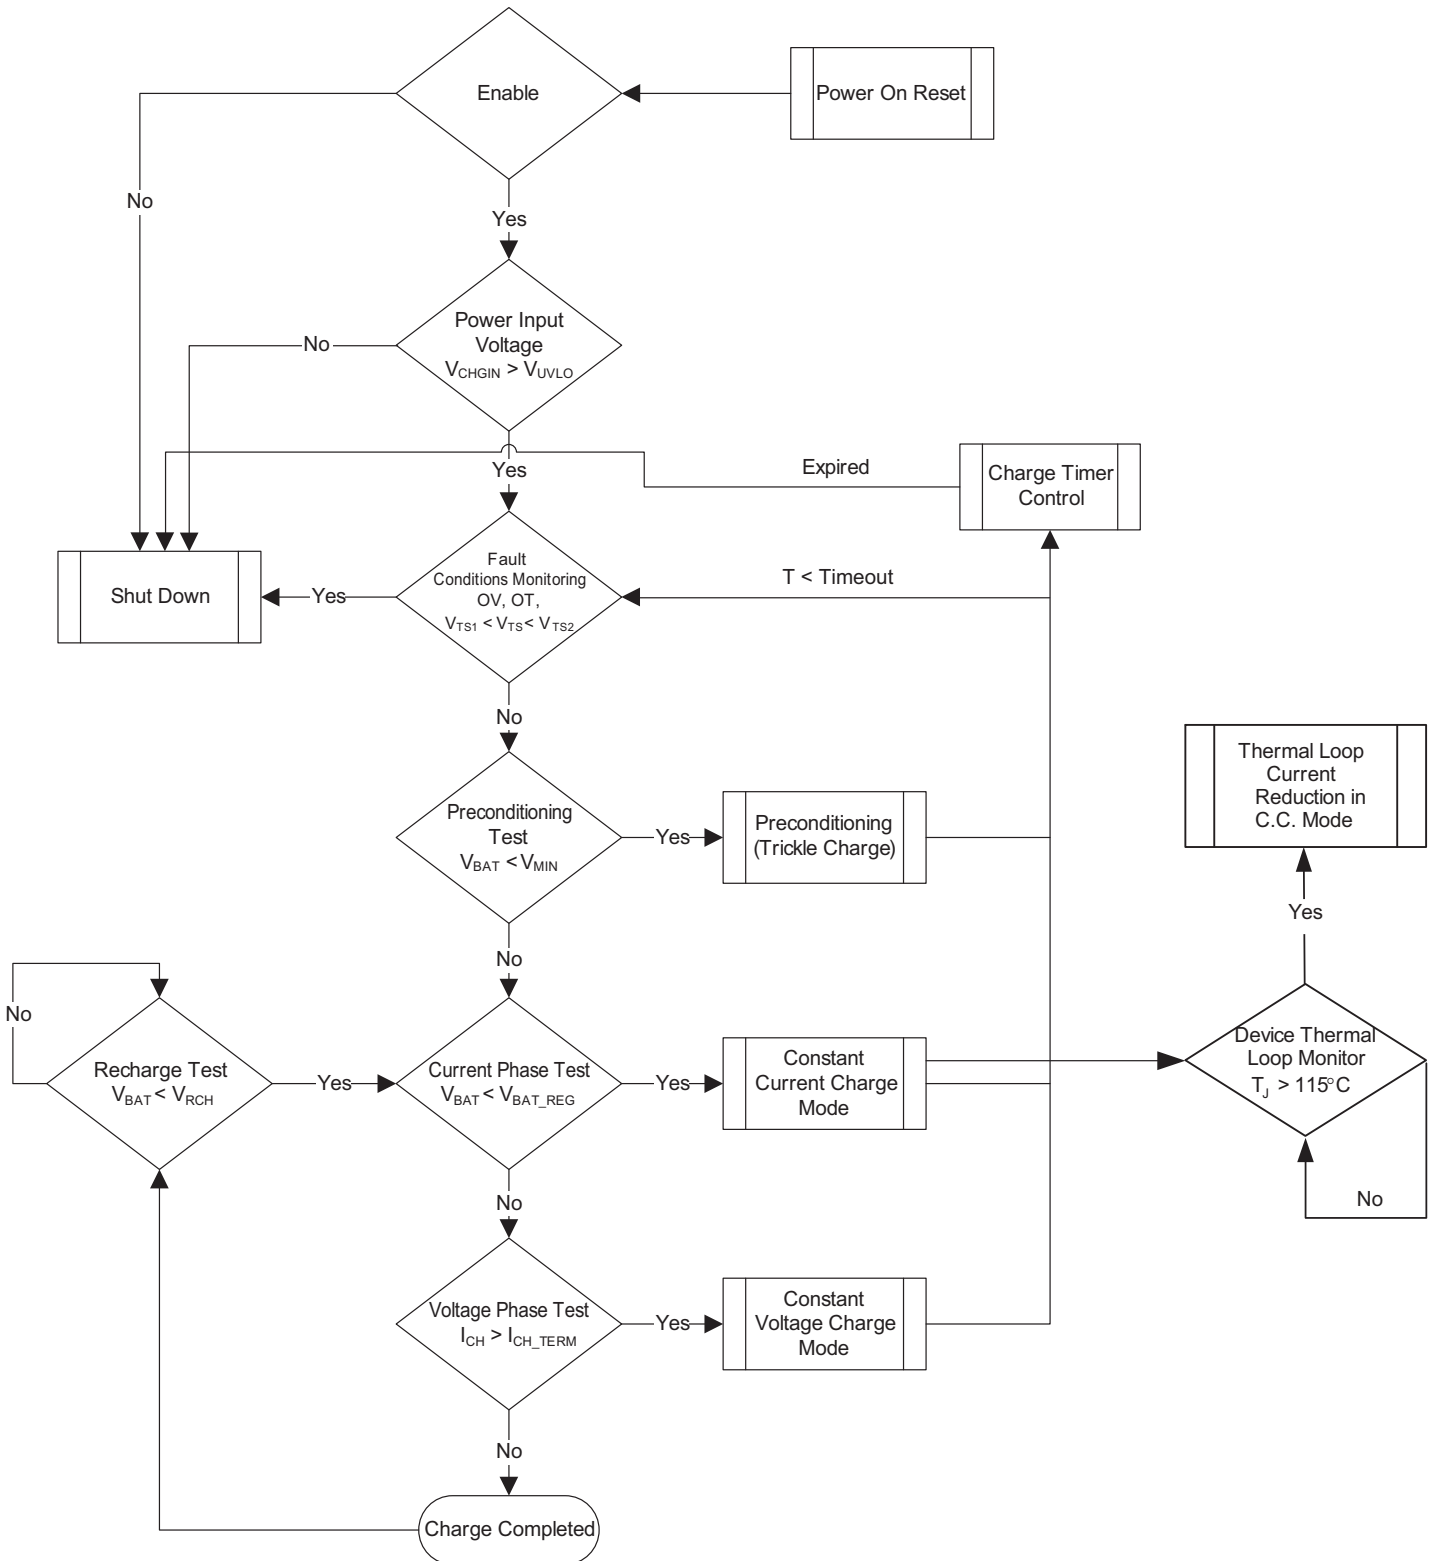 Enable
Power On Reset
No
Yes
Power Input
Voltage
V_CHGIN > V_UVLO
No
Yes
Expired
Charge Timer
Control
Shut Down
Yes
Fault
Conditions Monitoring
OV, OT,
V_TS1 < V_TS < V_TS2
T < Timeout
No
Preconditioning
Test
V_BAT < V_MIN
Yes
Preconditioning
(Trickle Charge)
Thermal Loop
Current
Reduction in
C.C. Mode
Yes
No
No
Recharge Test
V_BAT < V_RCH
Yes
Current Phase Test
V_BAT < V_BAT_REG
Yes
Constant
Current Charge
Mode
Device Thermal
Loop Monitor
T_J > 115°C
No
No
Voltage Phase Test
I_CH > I_CH_TERM
Yes
Constant
Voltage Charge
Mode
No
Charge Completed